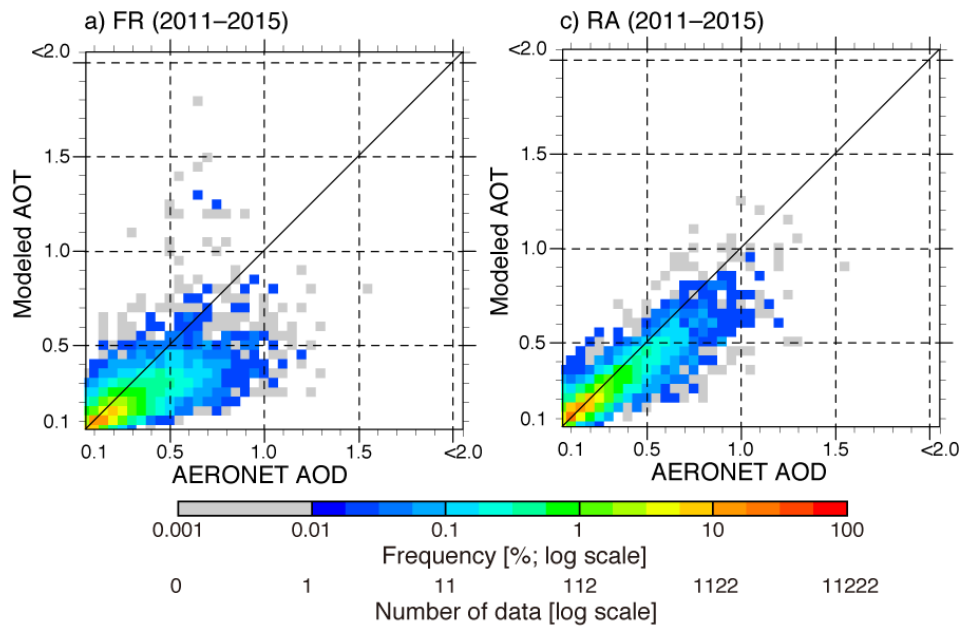 a) FR (2011–2015)
<2.0
1.5
1.0
0.5
0.1
Modeled AOT
0.1 0.5 1.0 1.5 <2.0
AERONET AOD
c) RA (2011–2015)
<2.0
1.5
1.0
0.5
0.1
Modeled AOT
0.1 0.5 1.0 1.5 <2.0
AERONET AOD
0.001 0.01 0.1 1 10 100
Frequency [%; log scale]
0 1 11 112 1122 11222
Number of data [log scale]